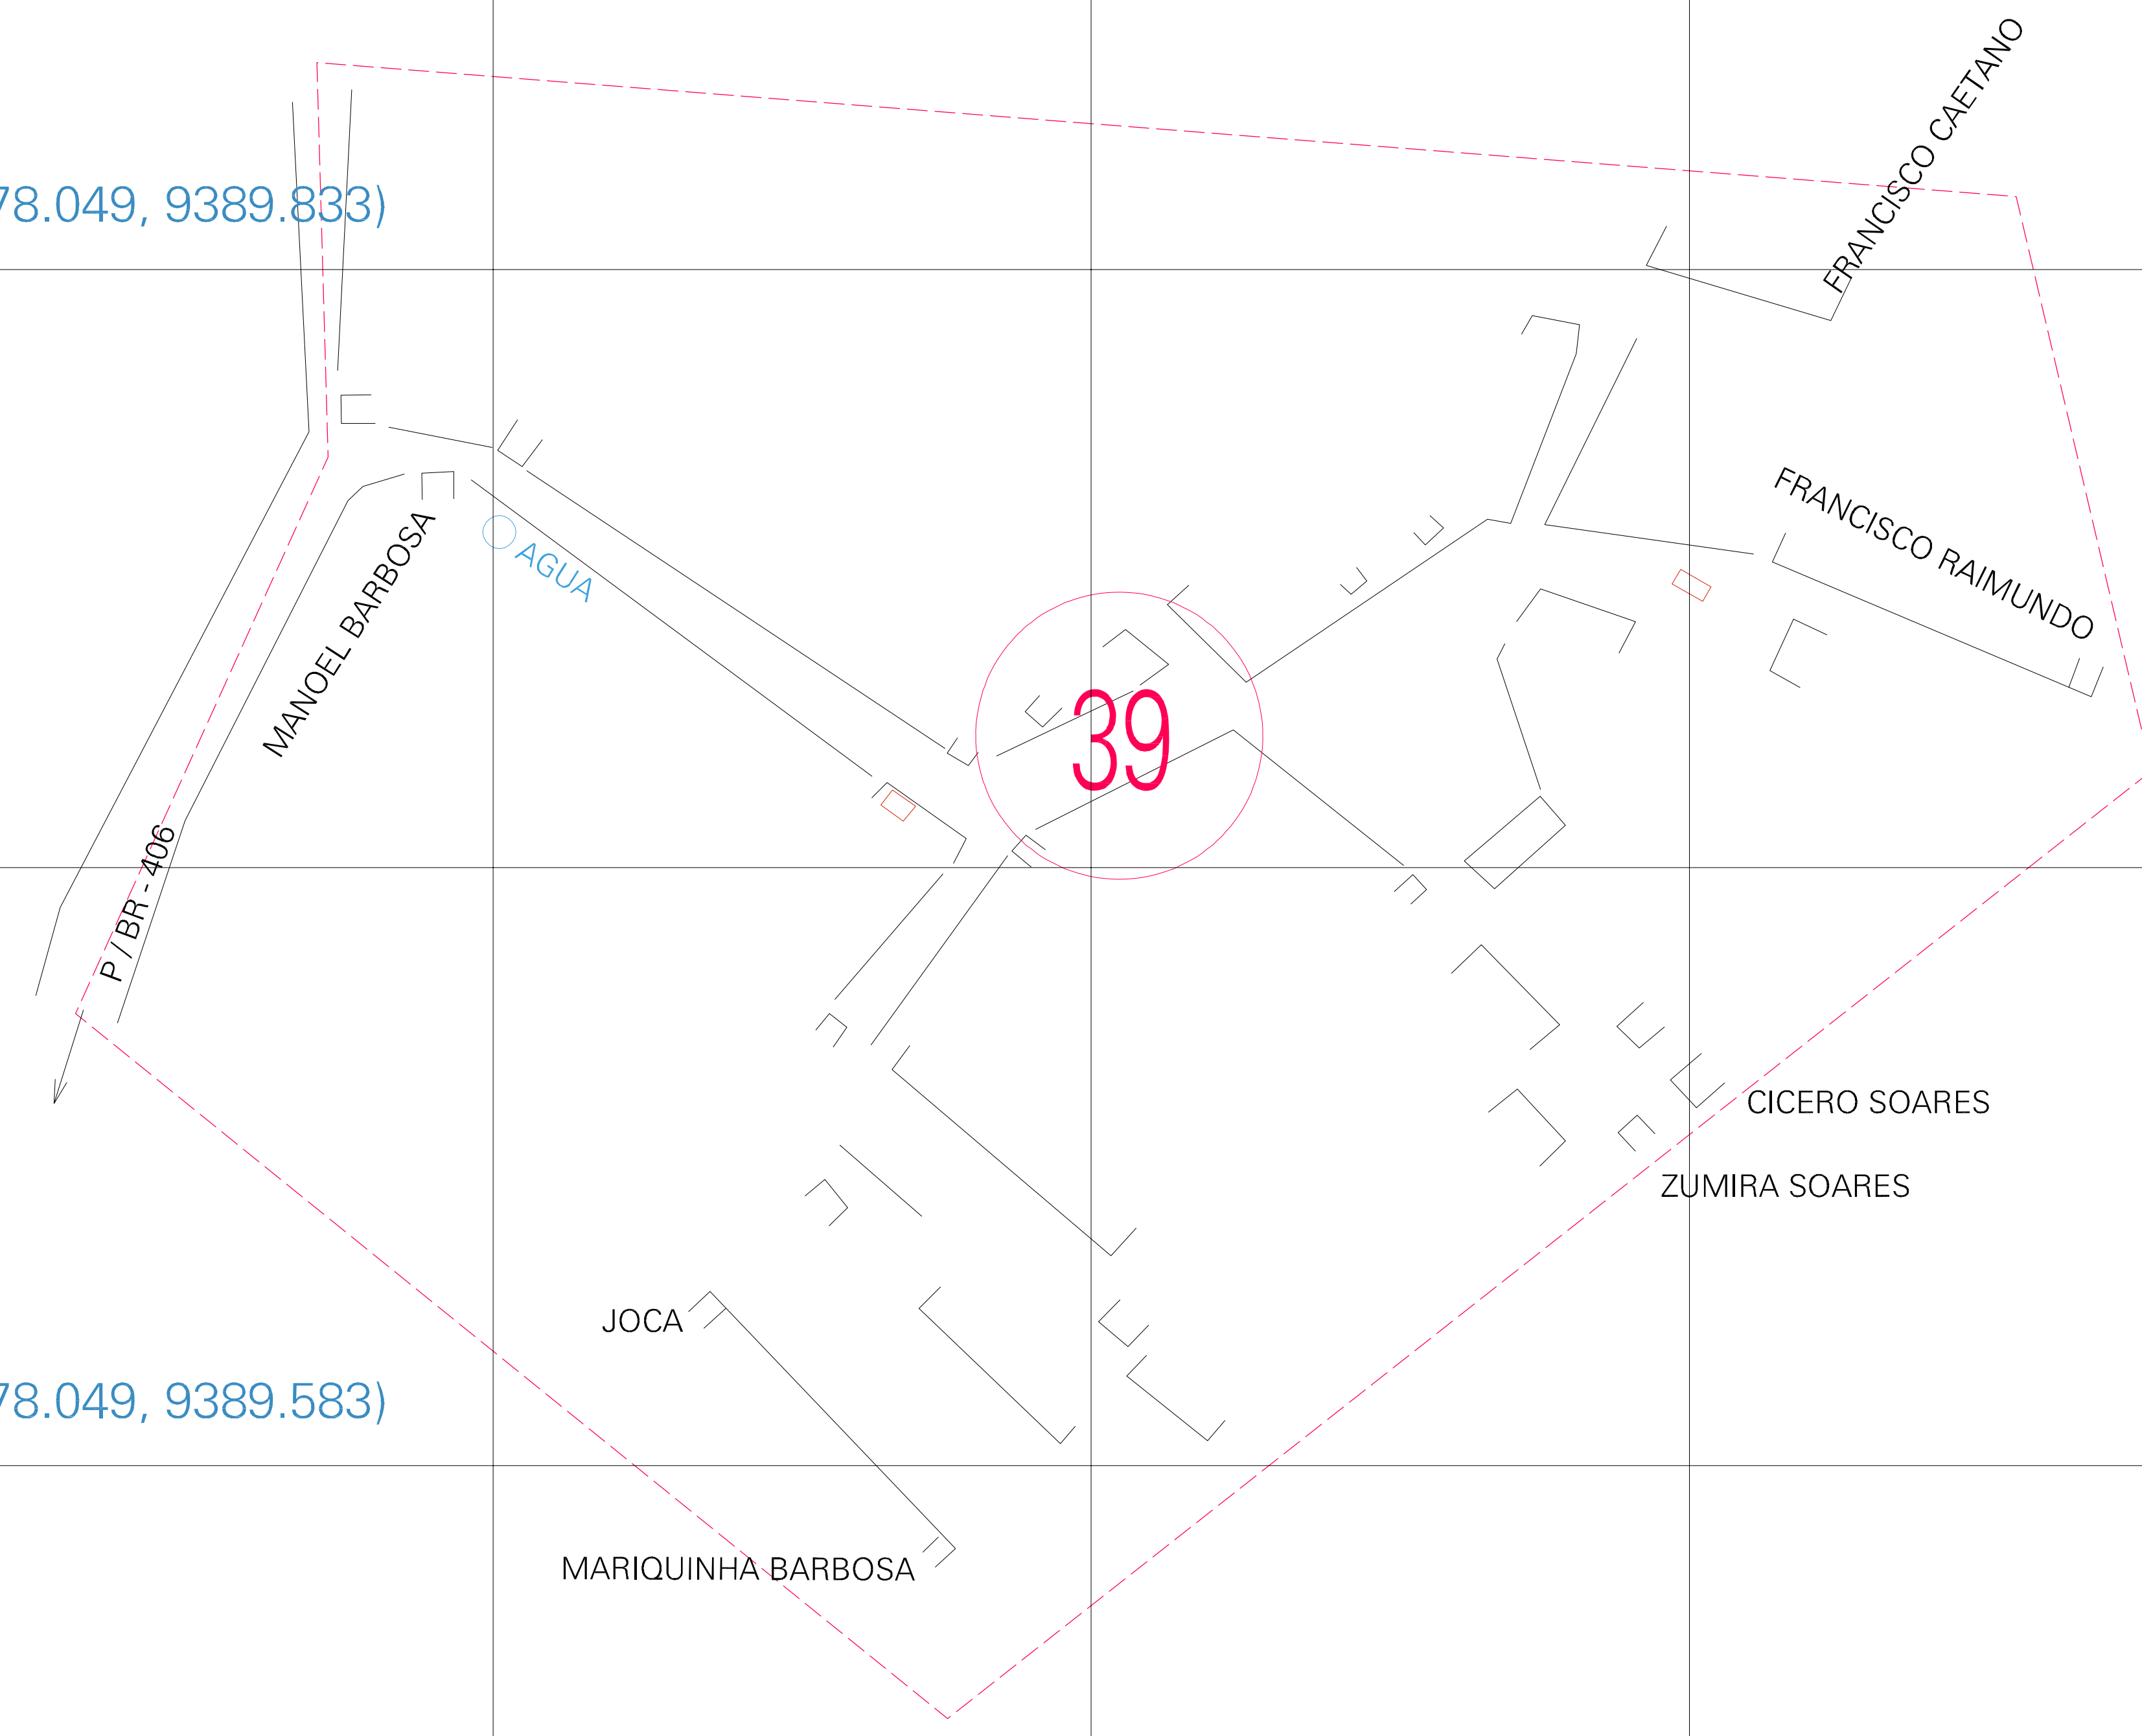 FRANCISCO CAETANO
78.049, 9389.833)
FRANCISCO RAIMUNDO
AGUA
MANOEL BARBOSA
39
P / BR - 406
CICERO SOARES
ZUMIRA SOARES
JOCA
78.049, 9389.583)
MARIQUINHA BARBOSA